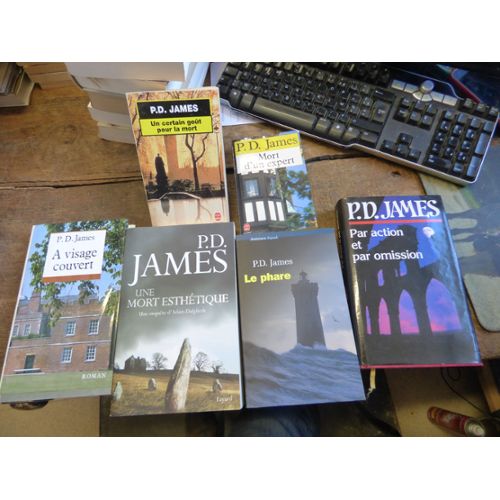 P.D. JAMES
Un certain goût
pour la mort
P.D. James
Mort
d'un expert
P.D. James
A visage
couvert
ROMAN
P.D.
JAMES
UNE
MORT ESTHÉTIQUE
Une enquête d'Adam Dalgliesh
Fayard
P.D. James
Le phare
P.D. JAMES
Par action
et
par omission